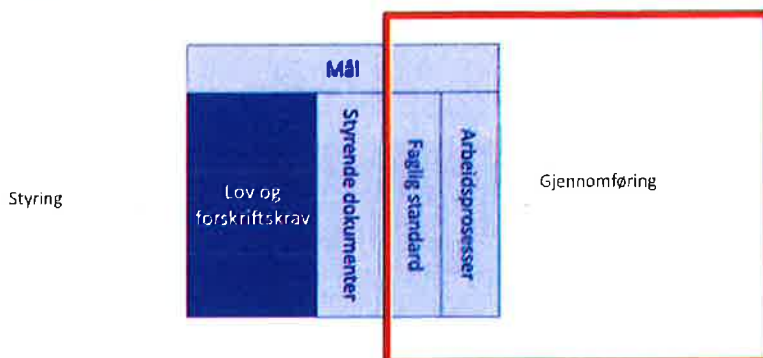 Mål
Styring
Lov og
forskriftskrav
Styrende dokumenter
Faglig standard
Arbeidsprosesser
Gjennomføring